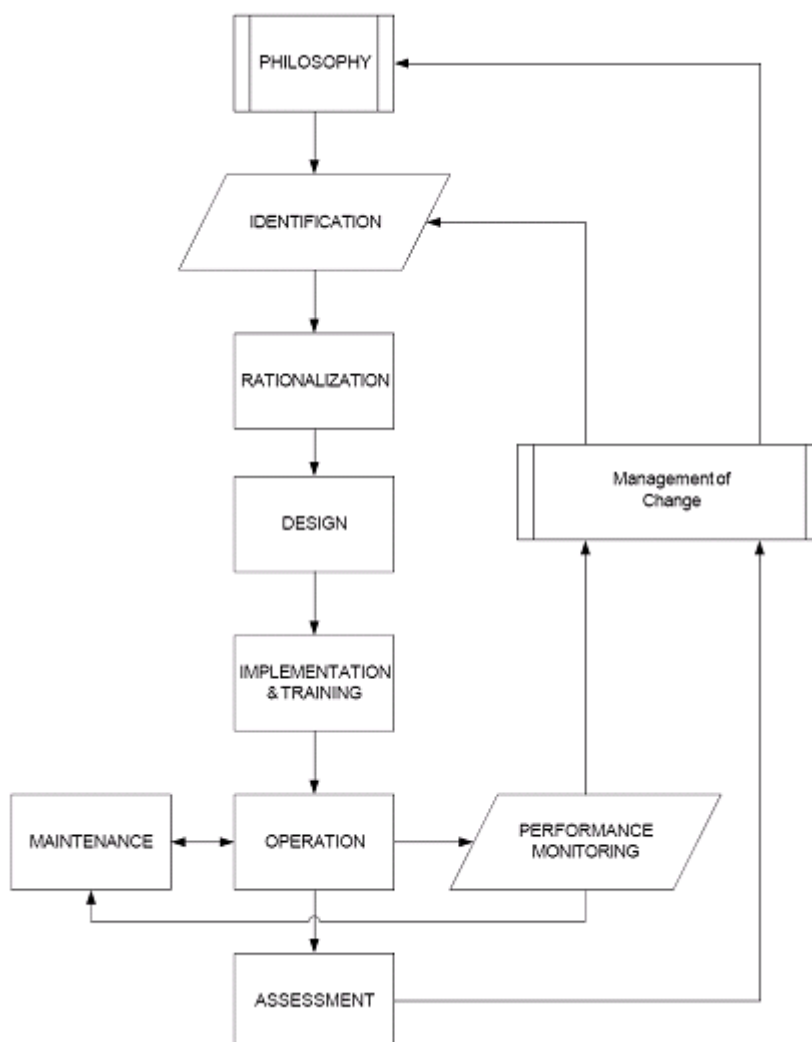 PHILOSOPHY
IDENTIFICATION
RATIONALIZATION
Management of
Change
DESIGN
IMPLEMENTATION
& TRAINING
MAINTENANCE
OPERATION
PERFORMANCE
MONITORING
ASSESSMENT